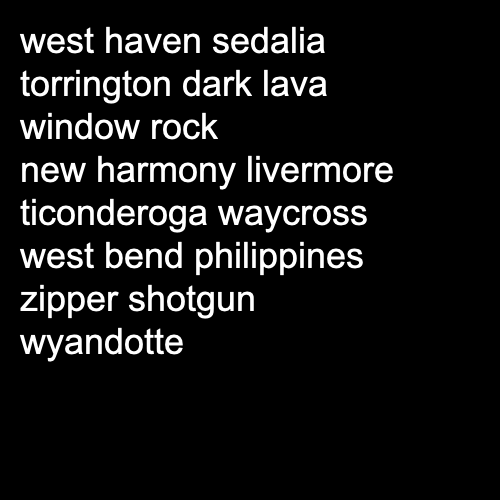 west haven sedalia
torrington dark lava
window rock
new harmony livermore
ticonderoga waycross
west bend philippines
zipper shotgun
wyandotte